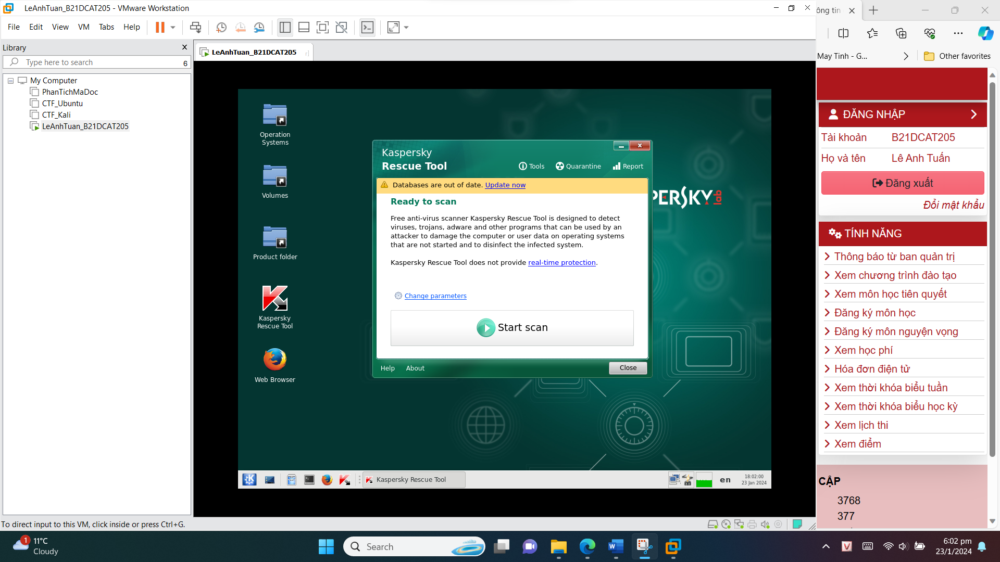 LeAnhTuan_B21DCAT205 - VMware Workstation
File Edit View VM Tabs Help
Library
Type here to search
6
My Computer
PhanTichMaDoc
CTF_Ubuntu
CTF_Kali
LeAnhTuan_B21DCAT205
LeAnhTuan_B21DCAT205
Operation
Systems
Volumes
Product folder
Kaspersky
Rescue Tool
Web Browser
Kaspersky
Rescue Tool
Tools Quarantine Report
Databases are out of date. Update now
Ready to scan
Free anti-virus scanner Kaspersky Rescue Tool is designed to detect
viruses, trojans, adware and other programs that can be used by an
attacker to damage the computer or user data on operating systems
that are not started and to disinfect the infected system.
Kaspersky Rescue Tool does not provide real-time protection.
Change parameters
Start scan
Help About Close
PERSKY lab
Kaspersky Rescue Tool
en
18:02:00
23 Jan 2024
To direct input to this VM, click inside or press Ctrl+G.
ông tin
May Tinh - G...
Other favorites
ĐĂNG NHẬP
Tài khoản B21DCAT205
Họ và tên Lê Anh Tuấn
Đăng xuất
Đổi mật khẩu
TÍNH NĂNG
Thông báo từ ban quản trị
Xem chương trình đào tạo
Xem môn học tiên quyết
Đăng ký môn học
Đăng ký môn nguyện vọng
Xem học phí
Hóa đơn điện tử
Xem thời khóa biểu tuần
Xem thời khóa biểu học kỳ
Xem lịch thi
Xem điểm
CẬP
3768
377
1
11°C
Cloudy
Search
6:02 pm
23/1/2024